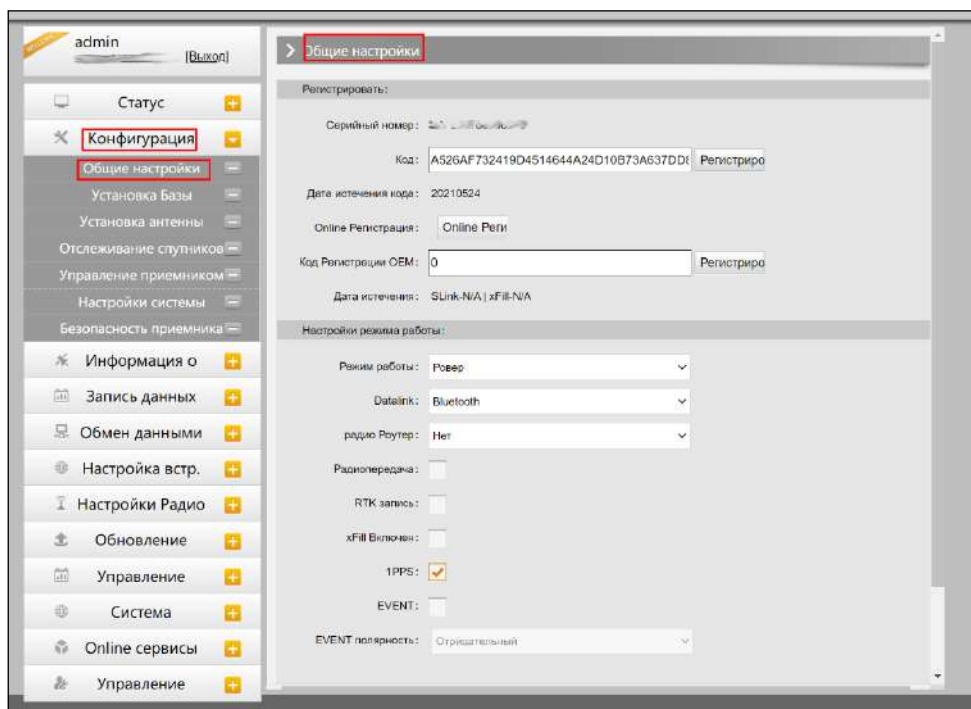 admin
[Выход]
Статус
Конфигурация
Общие настройки
Установка Базы
Установка антенны
Отслеживание спутников
Управление приемником
Настройки системы
Безопасность приемника
Информация о
Запись данных
Обмен данными
Настройка встр.
Настройки Радио
Обновление
Управление
Система
Online сервисы
Управление
Общие настройки
Регистрировать:
Серийный номер:
Код: A526AF732419D4514644A24D10B73A637DD Регистриро
Дата истечения кода: 20210524
Online Регистрация: Online Реги
Код Регистрации OEM: 0 Регистриро
Дата истечения: SLink-N/A | xFill-N/A
Настройки режима работы:
Режим работы: Ровер
Datalink: Bluetooth
радио Роутер: Нет
Радиопередача:
RTK запись:
xFill Включен:
1PPS:
EVENT:
EVENT полярность: Отрицательный